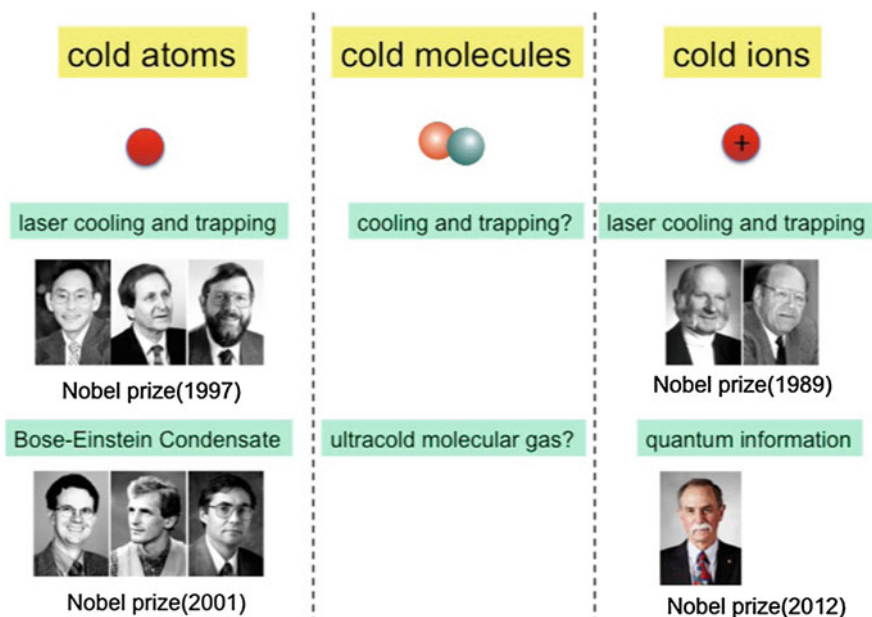 cold atoms
cold molecules
cold ions
+
laser cooling and trapping
cooling and trapping?
laser cooling and trapping
Nobel prize(1997)
Nobel prize(1989)
Bose-Einstein Condensate
ultracold molecular gas?
quantum information
Nobel prize(2001)
Nobel prize(2012)